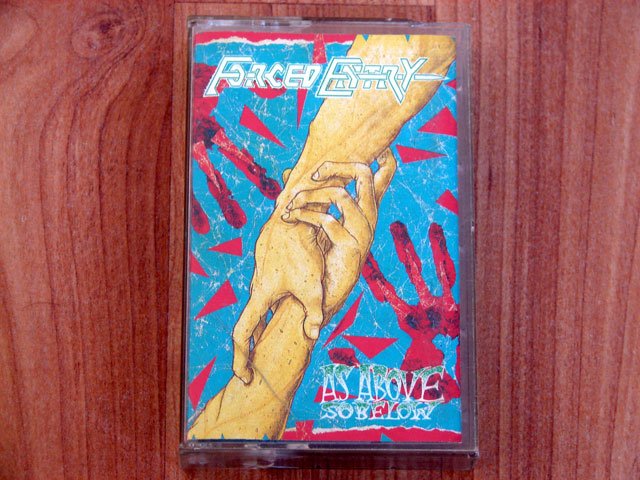 FORCED ENTRY
AS ABOVE
SO BELOW